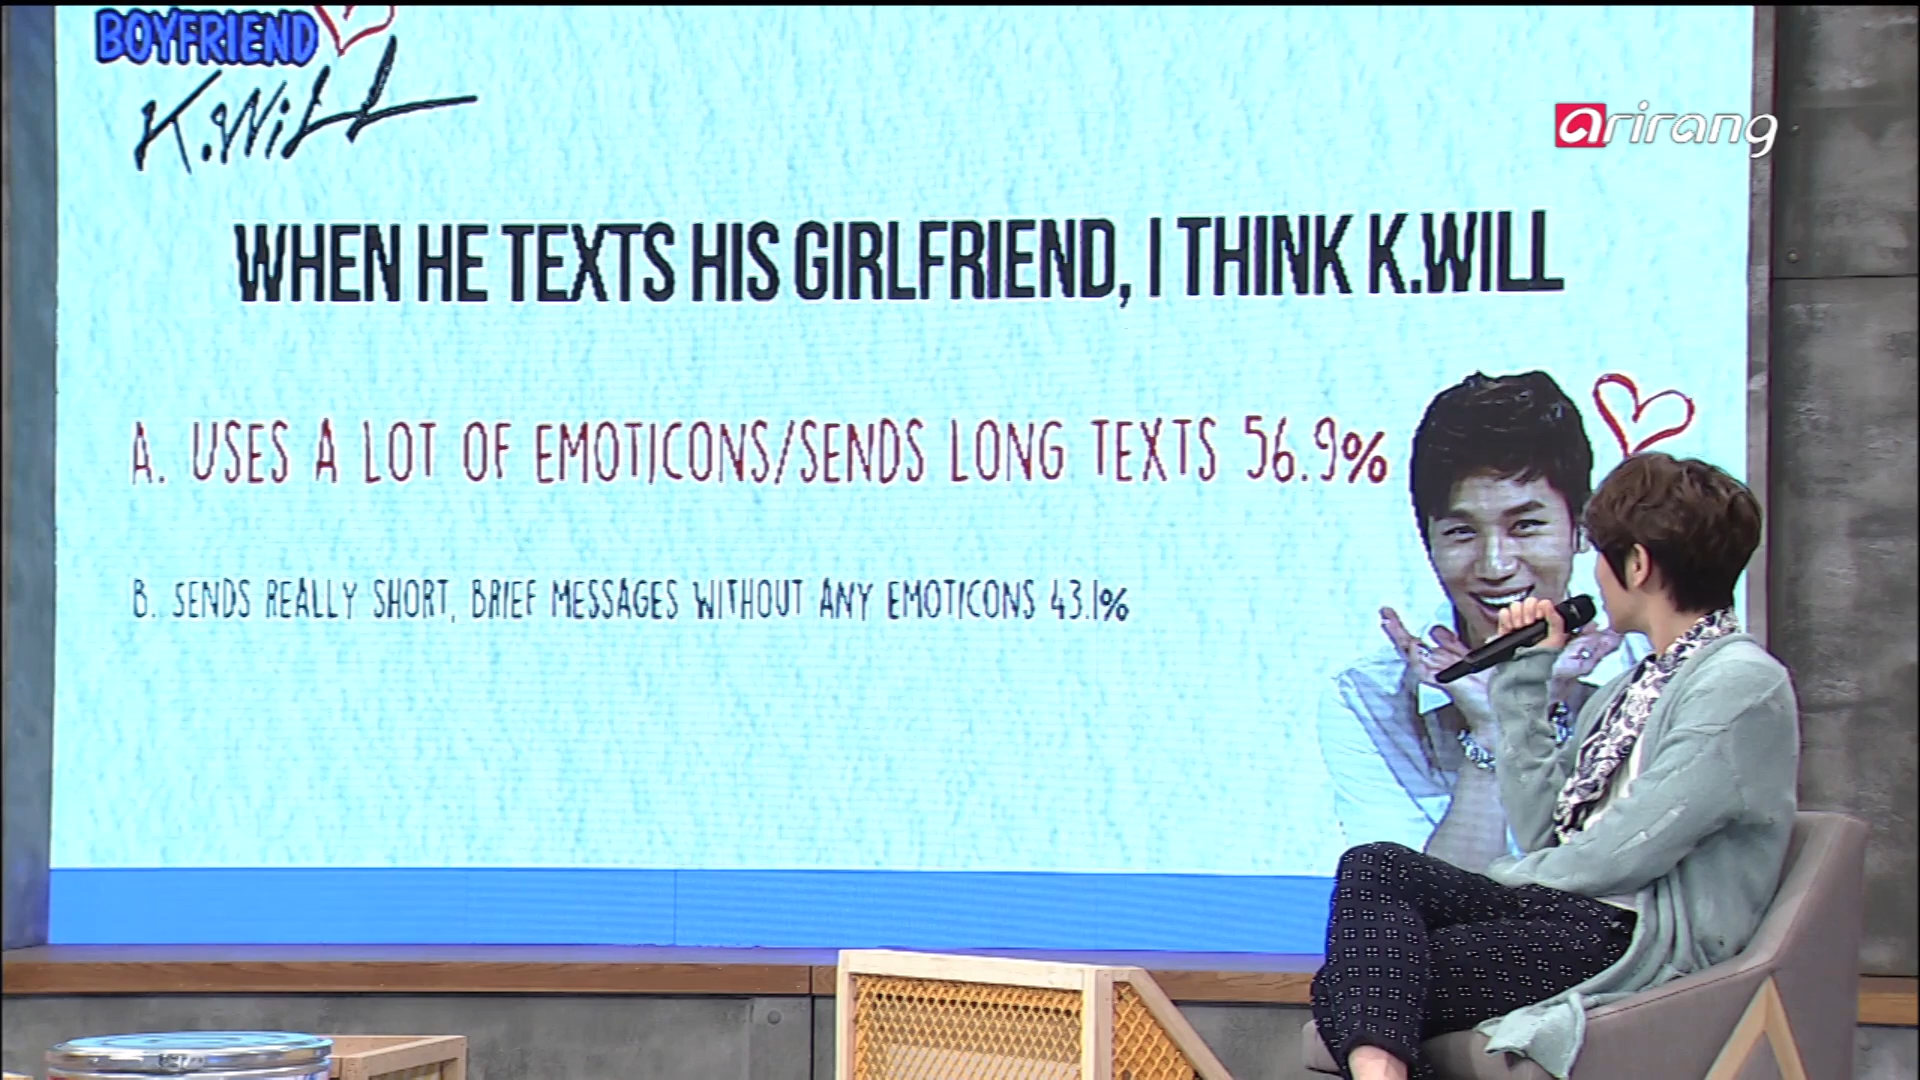 BOYFRIEND
K.WILL
arirang
WHEN HE TEXTS HIS GIRLFRIEND, I THINK K.WILL
A. USES A LOT OF EMOTICONS/SENDS LONG TEXTS 56.9%
B. SENDS REALLY SHORT, BRIEF MESSAGES WITHOUT ANY EMOTICONS 43.1%